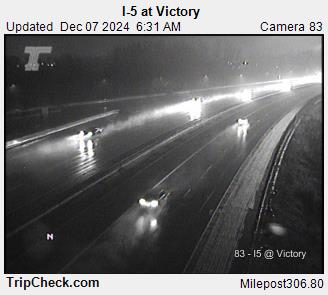 I-5 at Victory
Updated Dec 07 2024 6:31 AM Camera 83
T
N
83 - I5 @ Victory
TripCheck.com Milepost306.80